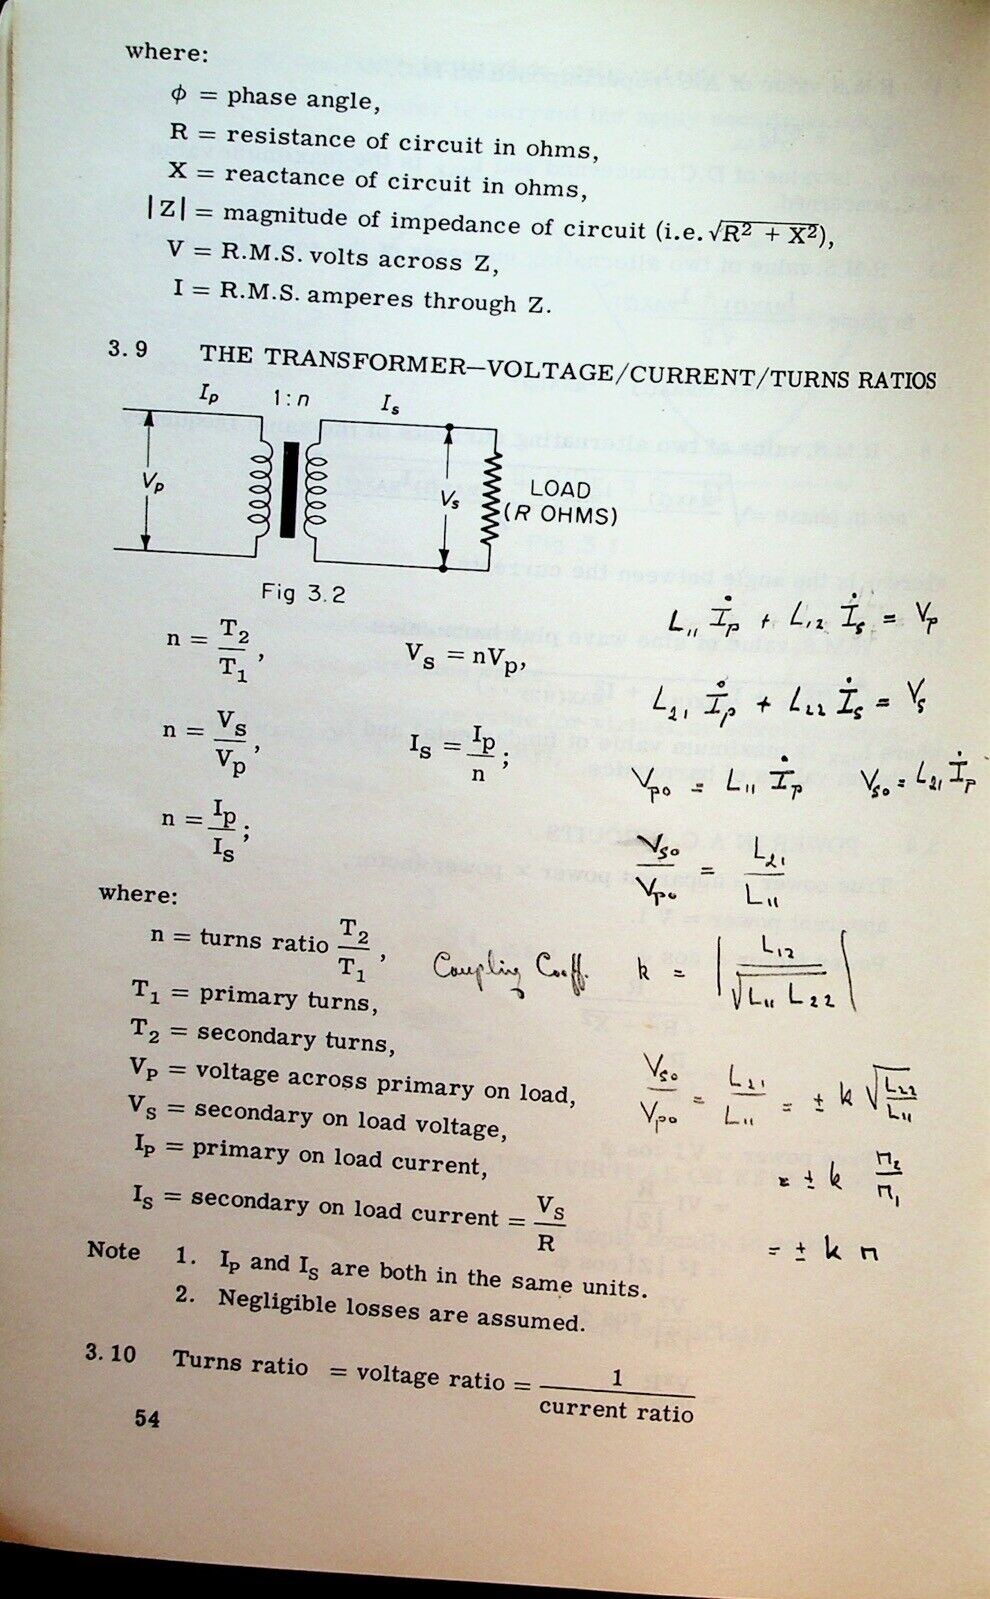 where:
ϕ = phase angle,
R = resistance of circuit in ohms,
X = reactance of circuit in ohms,
|Z| = magnitude of impedance of circuit (i.e. √R² + X²),
V = R.M.S. volts across Z,
I = R.M.S. amperes through Z.
3.9 THE TRANSFORMER—VOLTAGE/CURRENT/TURNS RATIOS
Ip 1:n Is
Vp
Vs
LOAD
(R OHMS)
Fig 3.2
n = T2/T1, Vs = nVp,
n = Vs/Vp, Is = Ip/n;
n = Ip/Is;
L11 İp + L12 İs = Vp
L21 İp + L22 İs = Vs
Vpo = L11 İp Vso = L21 İp
Vso/Vpo = L21/L11
where:
n = turns ratio T2/T1,
Coupling Coeff. k = |L12/√L11 L22|
T1 = primary turns,
T2 = secondary turns,
VP = voltage across primary on load,
VS = secondary on load voltage,
IP = primary on load current,
IS = secondary on load current = VS/R
Vso/Vpo = L21/L11 = ± k √L22/L11
= ± k n2/n1
= ± k n
Note 1. Ip and Is are both in the same units.
2. Negligible losses are assumed.
3.10 Turns ratio = voltage ratio = 1/current ratio
54